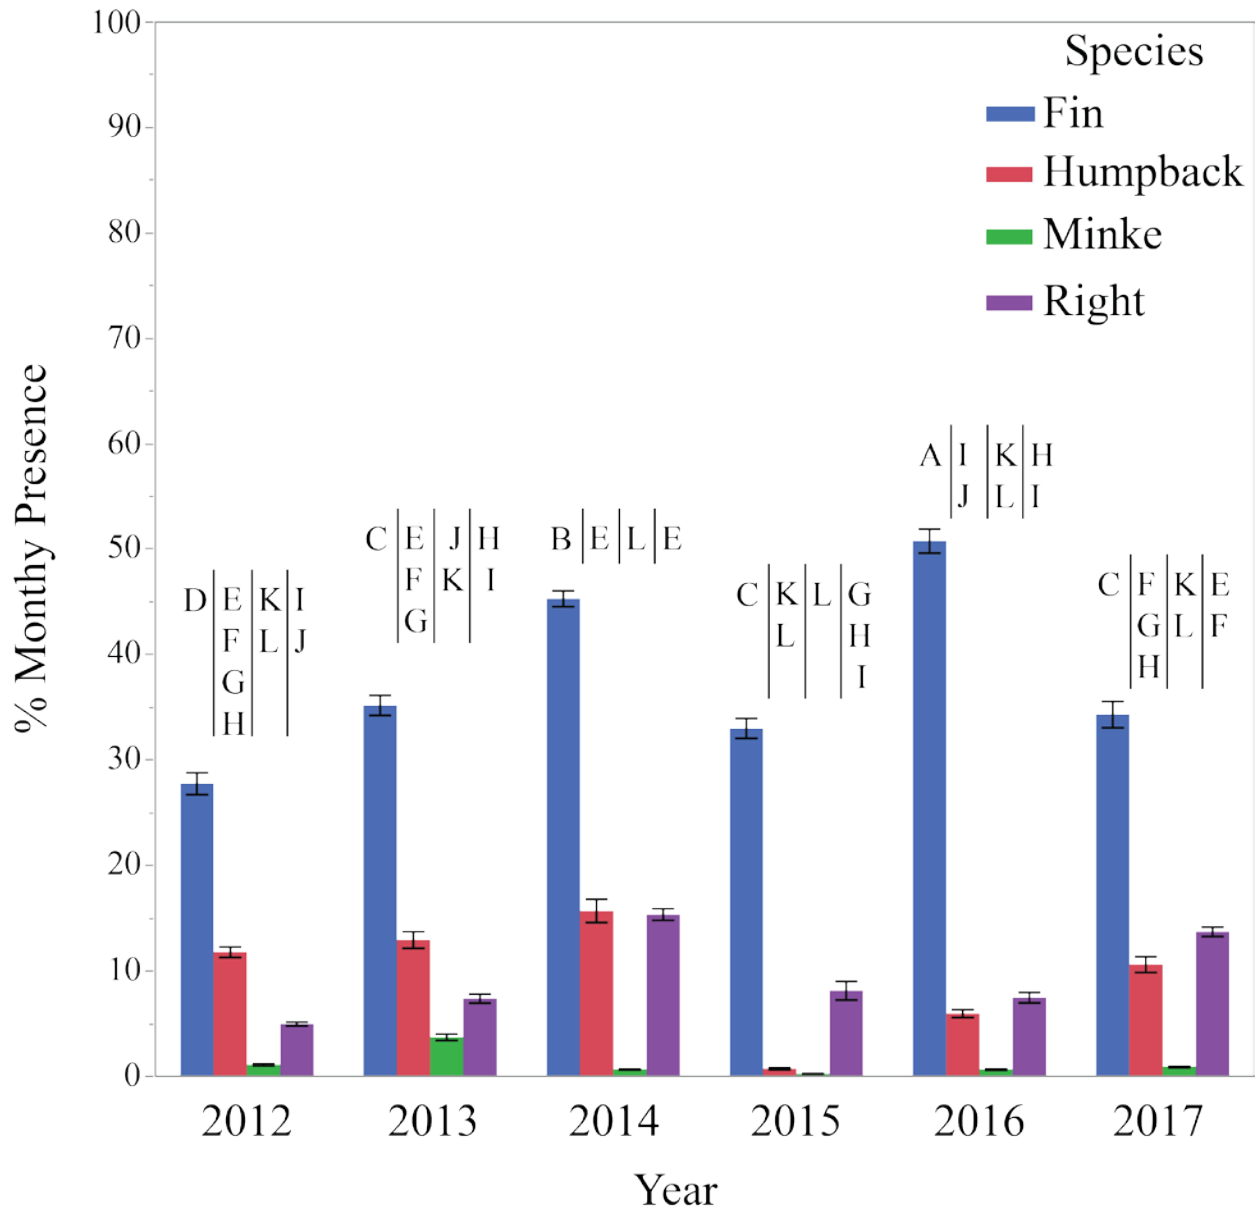 100
90
80
70
60
50
40
30
20
10
0
% Monthy Presence
Species
Fin
Humpback
Minke
Right
D E K I
F L J
G
H
C E J H
F K I
G
B E L E
C K L G
L H
I
A I K H
J L I
C F K E
G L F
H
2012 2013 2014 2015 2016 2017
Year